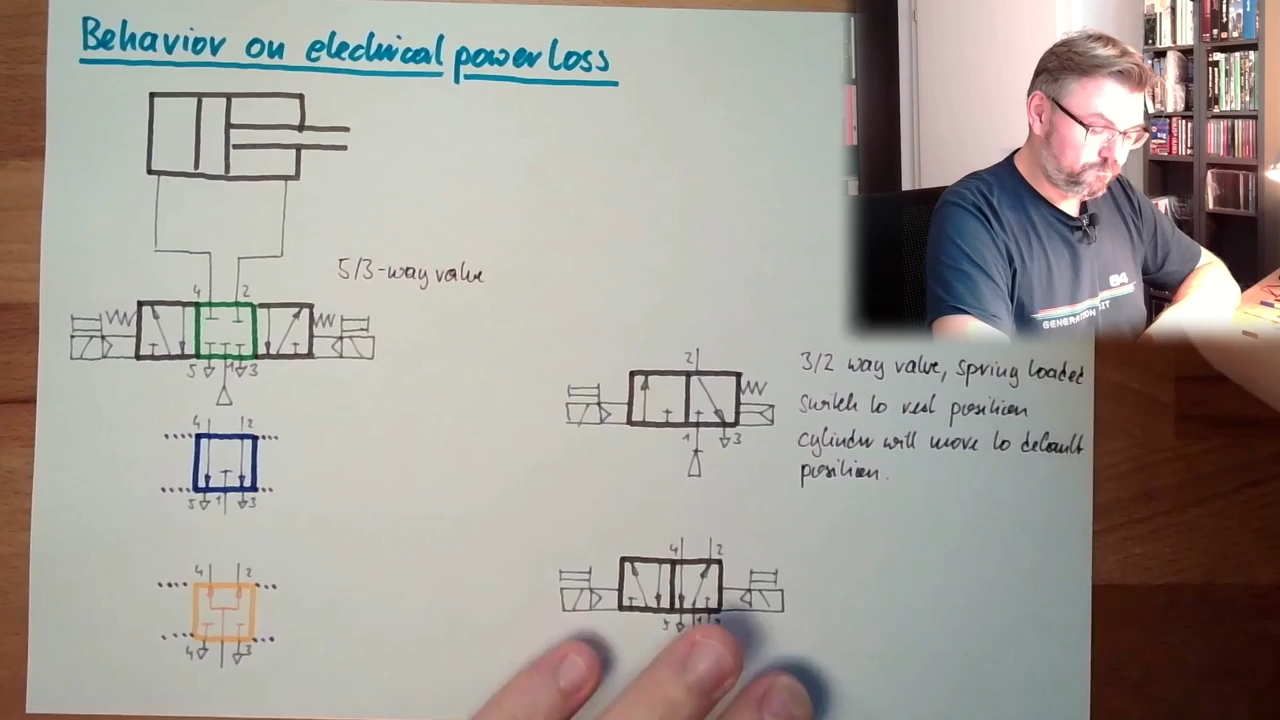 Behavior on electrical power loss
5/3-way valve
4 2
5 1 3
4 2
5 1 3
4 2
4 3
2
1 3
3/2 way valve, spring loaded
switch to rest position
cylinder will move to default
position.
4 2
5 1
64
GENERATION